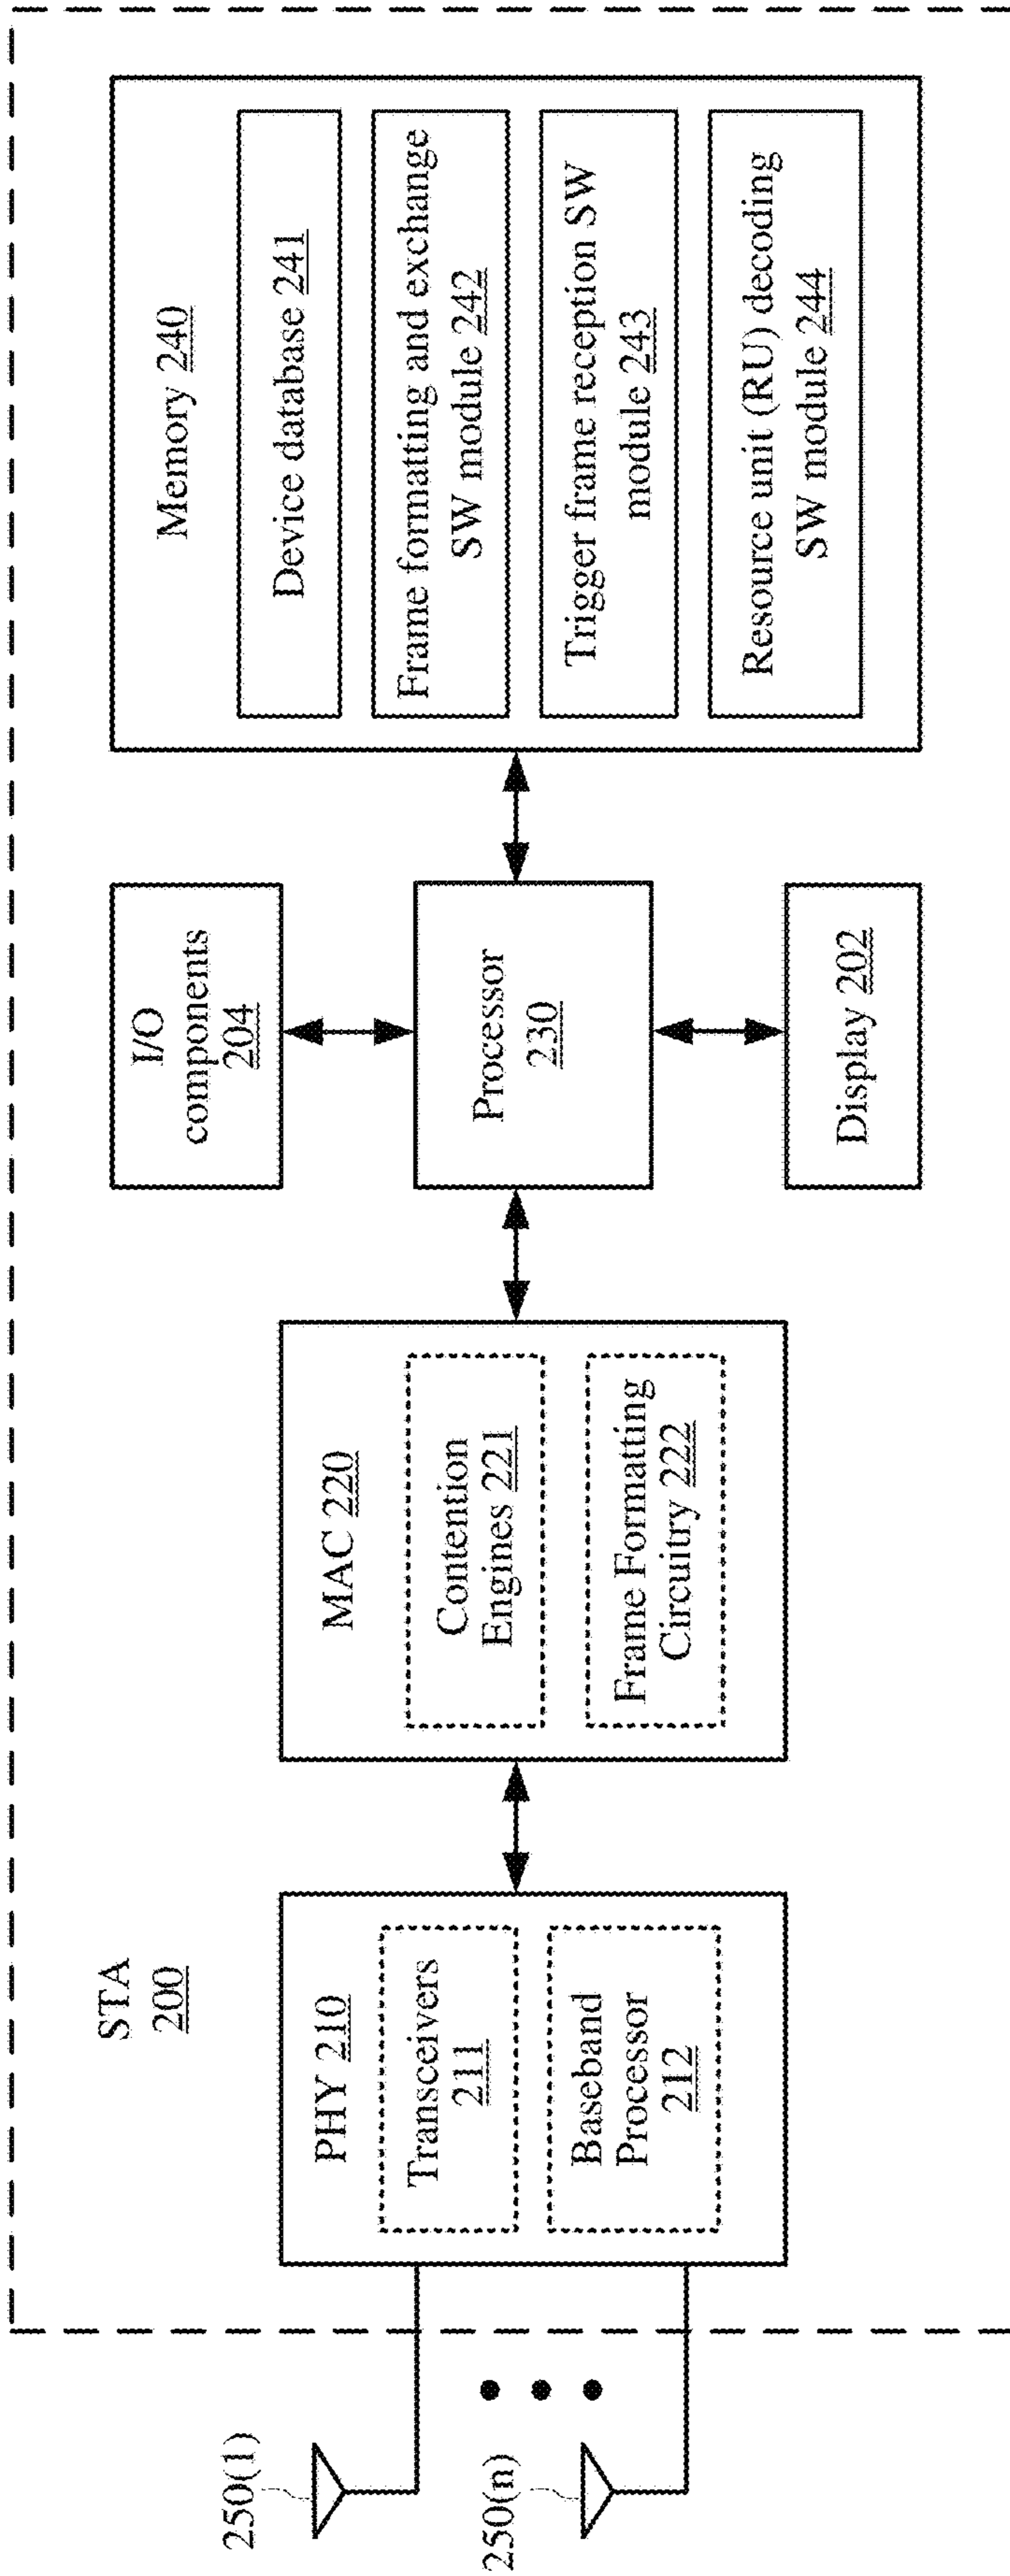 STA
200
250(1)
250(n)
PHY 210
Transceivers
211
Baseband
Processor
212
MAC 220
Contention
Engines 221
Frame Formatting
Circuitry 222
I/O
components
204
Processor
230
Display 202
Memory 240
Device database 241
Frame formatting and exchange
SW module 242
Trigger frame reception SW
module 243
Resource unit (RU) decoding
SW module 244